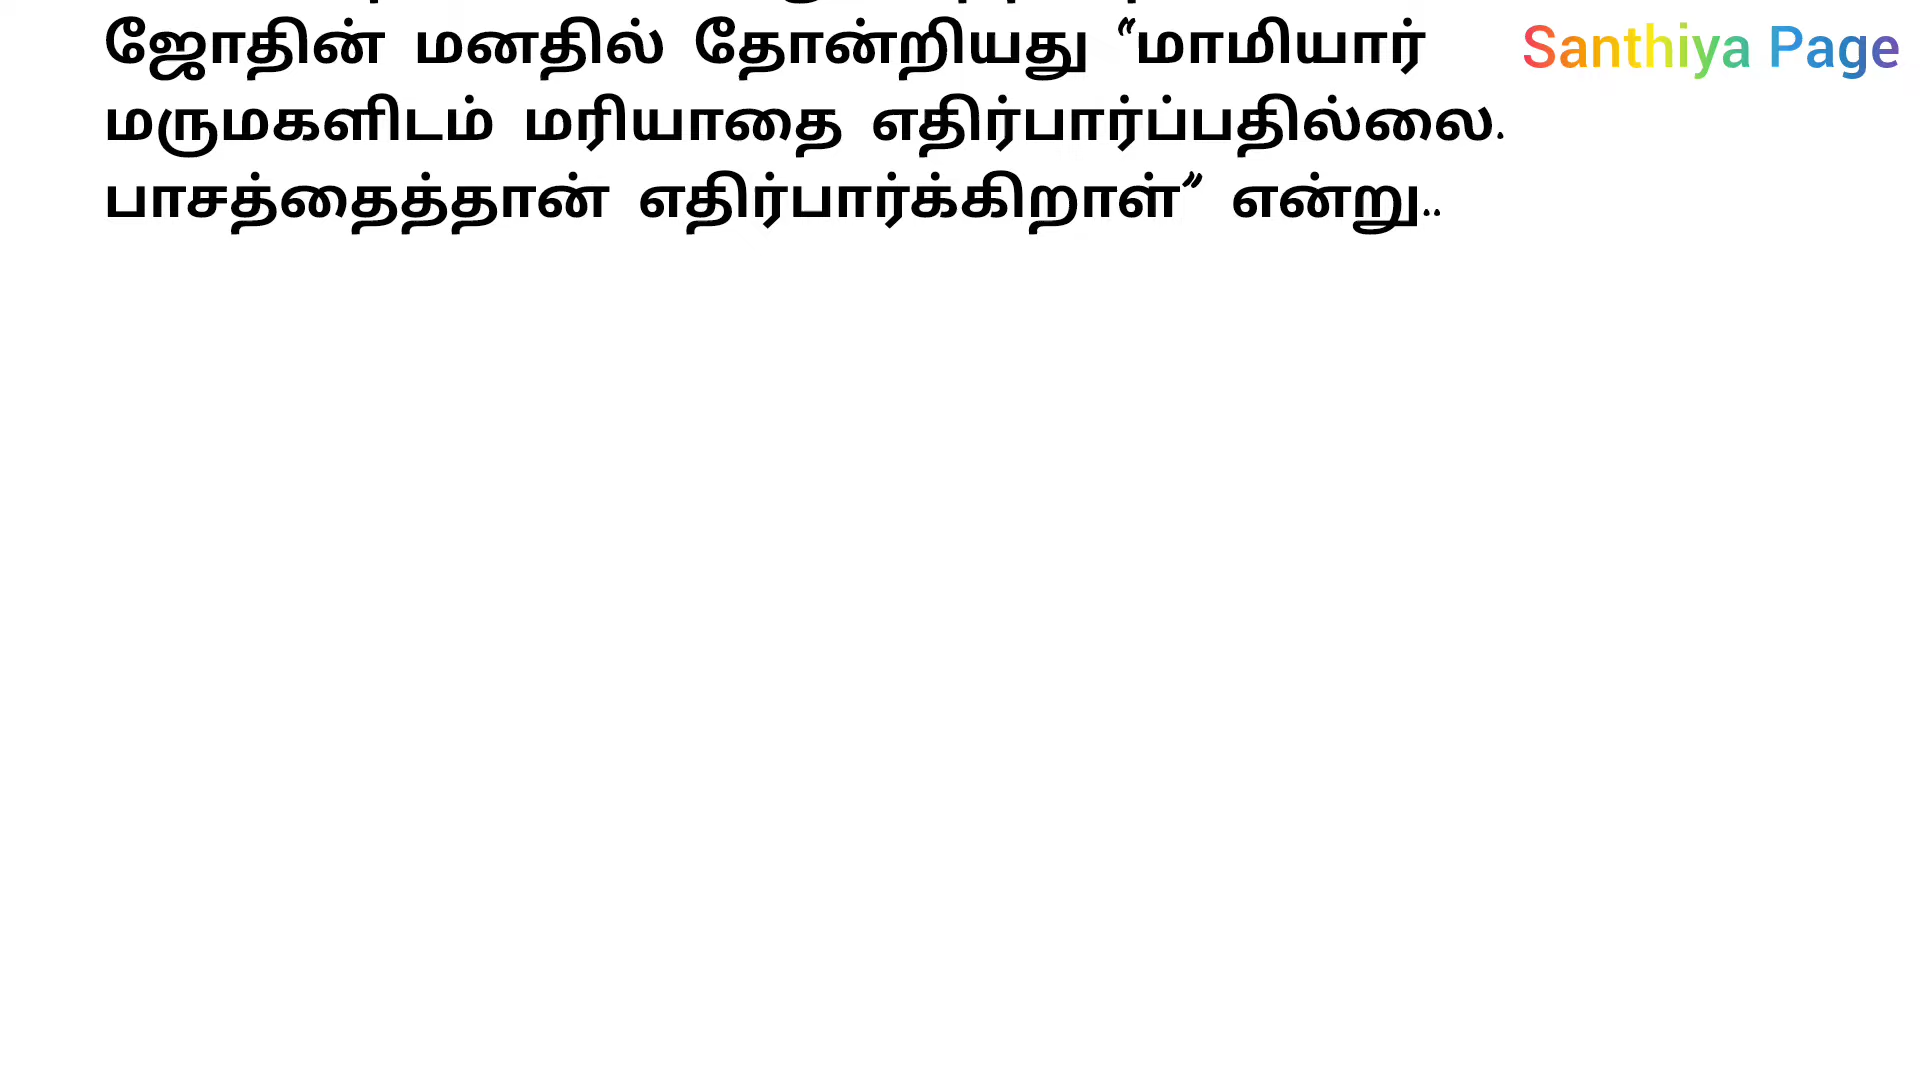 ஜோதின் மனதில் தோன்றியது “மாமியார்
Santhiya Page
மருமகளிடம் மரியாதை எதிர்பார்ப்பதில்லை.
பாசத்தைத்தான் எதிர்பார்க்கிறாள்” என்று..